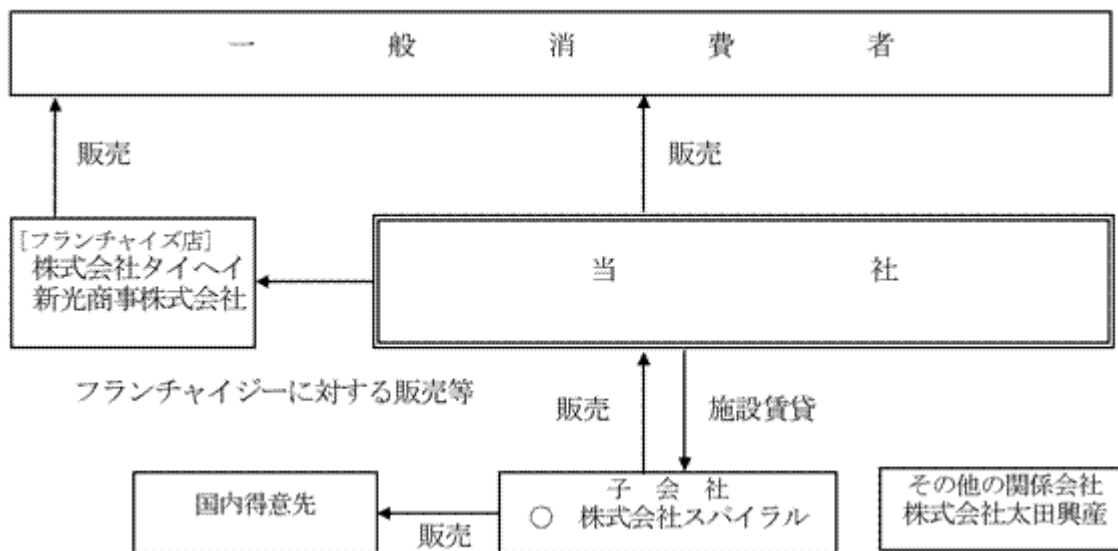 一般消費者
販売
販売
[フランチャイズ店]
株式会社タイヘイ
新光商事株式会社
当社
フランチャイジーに対する販売等
販売
施設賃貸
国内得意先
販売
子会社
○ 株式会社スパイラル
その他の関係会社
株式会社太田興産